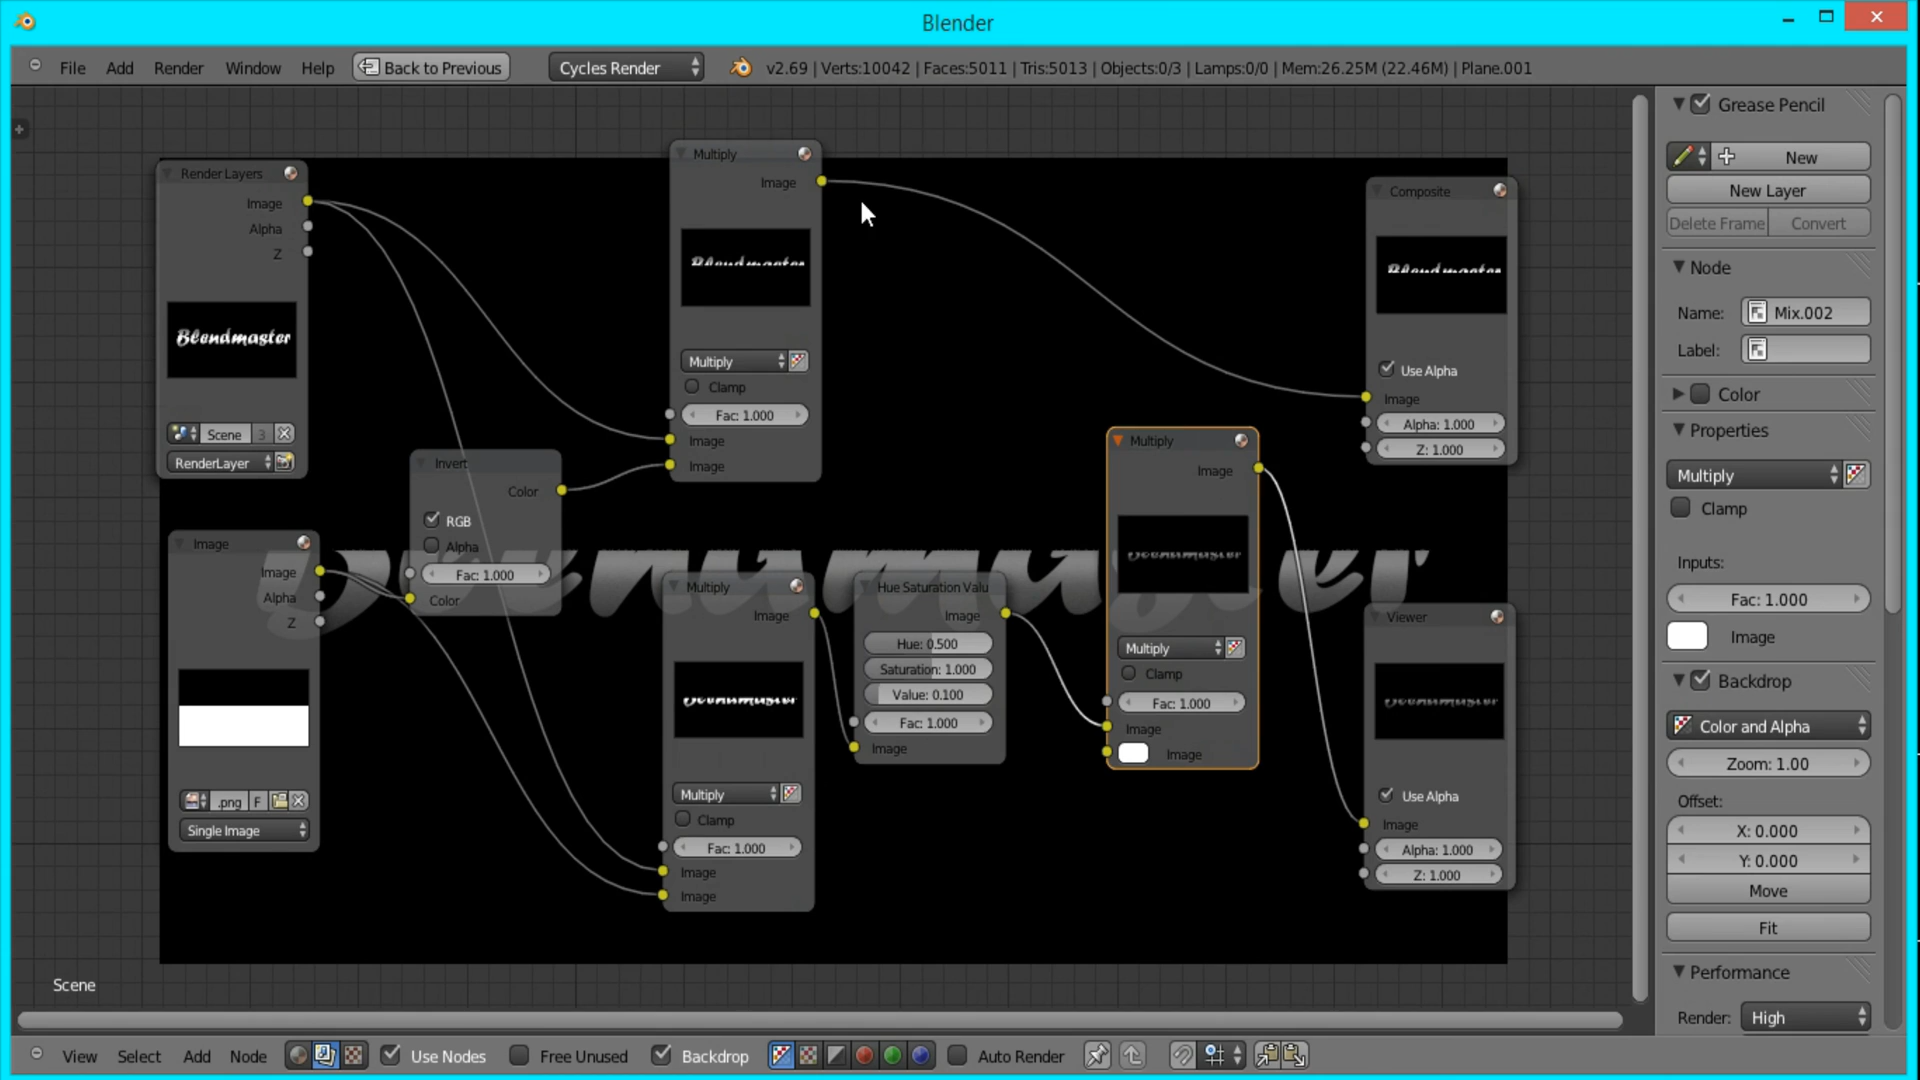 Blender
File Add Render Window Help Back to Previous Cycles Render v2.69 | Verts:10042 | Faces:5011 | Tris:5013 | Objects:0/3 | Lamps:0/0 | Mem:26.25M (22.46M) | Plane.001
Render Layers
Image
Alpha
Z
Blendmaster
Scene 3
RenderLayer
Image
Image
Alpha
Z
.png F
Single Image
Invert
Color
RGB
Alpha
Fac: 1.000
Color
Multiply
Image
Blendmaster
Multiply
Clamp
Fac: 1.000
Image
Image
Multiply
Image
Blendmaster
Multiply
Clamp
Fac: 1.000
Image
Image
Hue Saturation Valu
Image
Hue: 0.500
Saturation: 1.000
Value: 0.100
Fac: 1.000
Image
Multiply
Image
Blendmaster
Multiply
Clamp
Fac: 1.000
Image
Image
Composite
Blendmaster
Use Alpha
Image
Alpha: 1.000
Z: 1.000
Viewer
Blendmaster
Use Alpha
Image
Alpha: 1.000
Z: 1.000
Blendmaster
Scene
Grease Pencil
New
New Layer
Delete Frame Convert
Node
Name: Mix.002
Label:
Color
Properties
Multiply
Clamp
Inputs:
Fac: 1.000
Image
Backdrop
Color and Alpha
Zoom: 1.00
Offset:
X: 0.000
Y: 0.000
Move
Fit
Performance
Render: High
View Select Add Node Use Nodes Free Unused Backdrop Auto Render